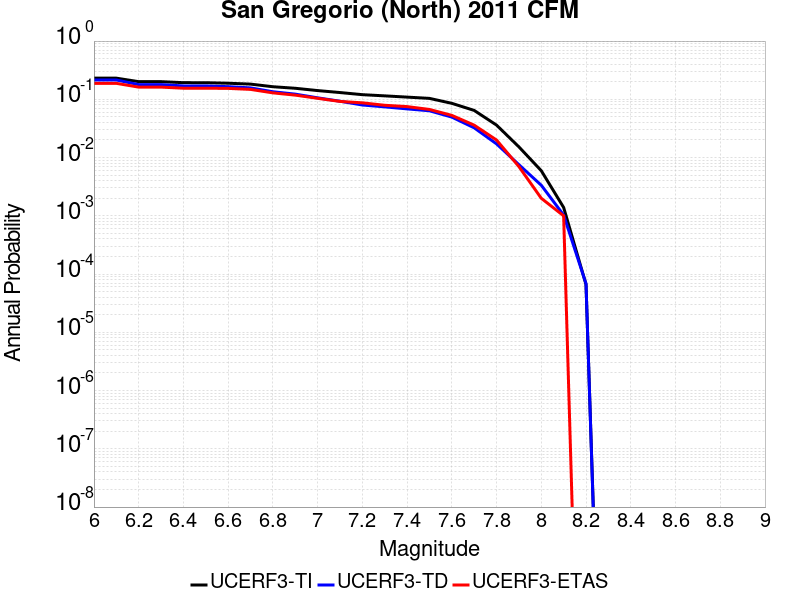 San Gregorio (North) 2011 CFM
Annual Probability
10^0
10^-1
10^-2
10^-3
10^-4
10^-5
10^-6
10^-7
10^-8
6 6.2 6.4 6.6 6.8 7 7.2 7.4 7.6 7.8 8 8.2 8.4 8.6 8.8 9
Magnitude
UCERF3-TI UCERF3-TD UCERF3-ETAS